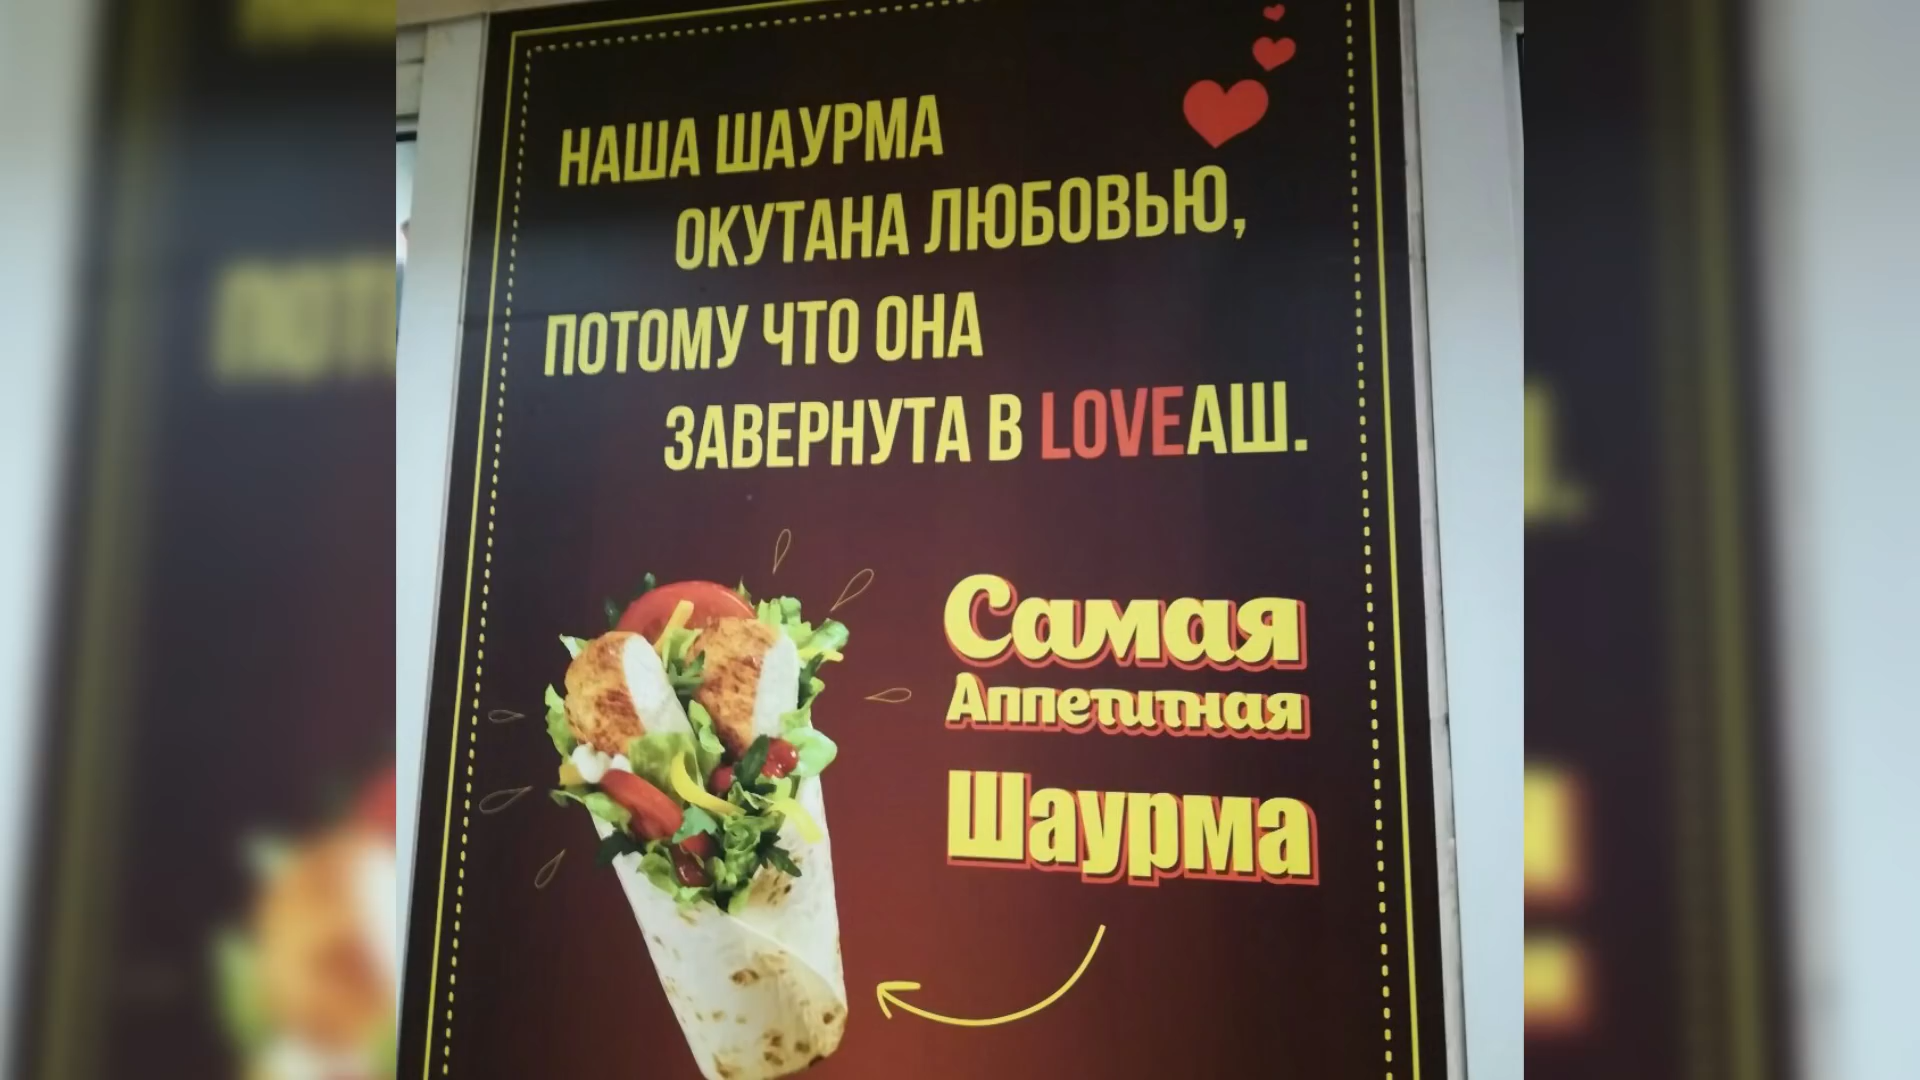 НАША ШАУРМА
ОКУТАНА ЛЮБОВЬЮ,
ПОТОМУ ЧТО ОНА
ЗАВЕРНУТА В LOVEАШ.
Самая
Аппетитная
Шаурма